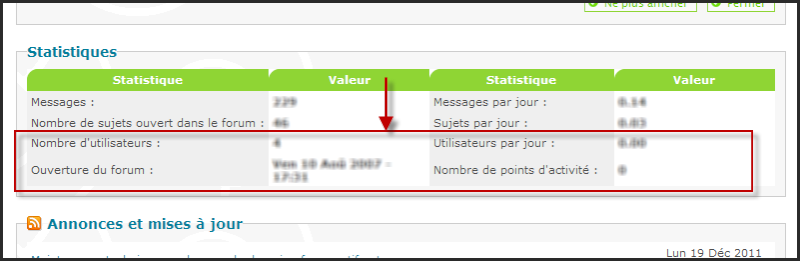 Ne plus afficher Fermer
Statistiques
Statistique Valeur Statistique Valeur
Messages : 229 Messages par jour : 0.14
Nombre de sujets ouvert dans le forum : 46 Sujets par jour : 0.03
Nombre d'utilisateurs : 4 Utilisateurs par jour : 0.00
Ouverture du forum : Ven 10 Aoû 2007 - Nombre de points d'activité : 0
17:31
Annonces et mises à jour
Lun 19 Déc 2011